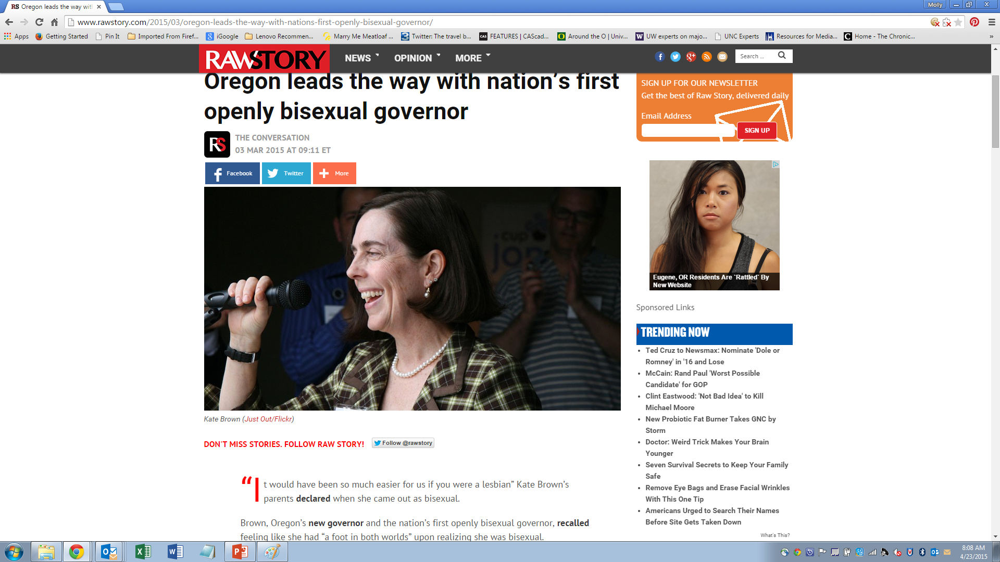 RS Oregon leads the way with
Molly
www.rawstory.com/2015/03/oregon-leads-the-way-with-nations-first-openly-bisexual-governor/
Apps Getting Started Pin It Imported From Firef... iGoogle Lenovo Recommen... Marry Me Meatloaf ... Twitter: The travel b... CAS FEATURES | CAScad... Around the O | Univ... UW experts on majo... UNC Experts Resources for Media... Home - The Chronic... »
RAW STORY NEWS OPINION MORE Search ...
Oregon leads the way with nation's first
openly bisexual governor
RS THE CONVERSATION
03 MAR 2015 AT 09:11 ET
Facebook Twitter More
cup
jo
Kate Brown (Just Out/Flickr)
DON'T MISS STORIES. FOLLOW RAW STORY! Follow @rawstory
“It would have been so much easier for us if you were a lesbian” Kate Brown’s
parents declared when she came out as bisexual.
Brown, Oregon’s new governor and the nation’s first openly bisexual governor, recalled
feeling like she had “a foot in both worlds” upon realizing she was bisexual.
SIGN UP FOR OUR NEWSLETTER
Get the best of Raw Story, delivered daily
Email Address
SIGN UP
Eugene, OR Residents Are `Rattled` By
New Website
Sponsored Links
TRENDING NOW
Ted Cruz to Newsmax: Nominate 'Dole or
Romney' in '16 and Lose
McCain: Rand Paul 'Worst Possible
Candidate' for GOP
Clint Eastwood: 'Not Bad Idea' to Kill
Michael Moore
New Probiotic Fat Burner Takes GNC by
Storm
Doctor: Weird Trick Makes Your Brain
Younger
Seven Survival Secrets to Keep Your Family
Safe
Remove Eye Bags and Erase Facial Wrinkles
With This One Tip
Americans Urged to Search Their Names
Before Site Gets Taken Down
What's This?
8:08 AM
4/23/2015